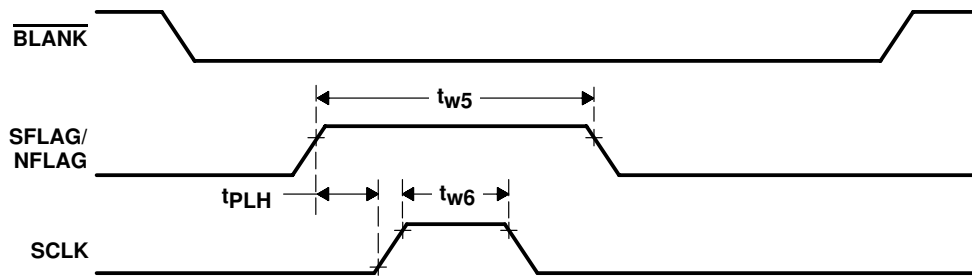 BLANK
tw5
SFLAG/
NFLAG
tPLH
tw6
SCLK